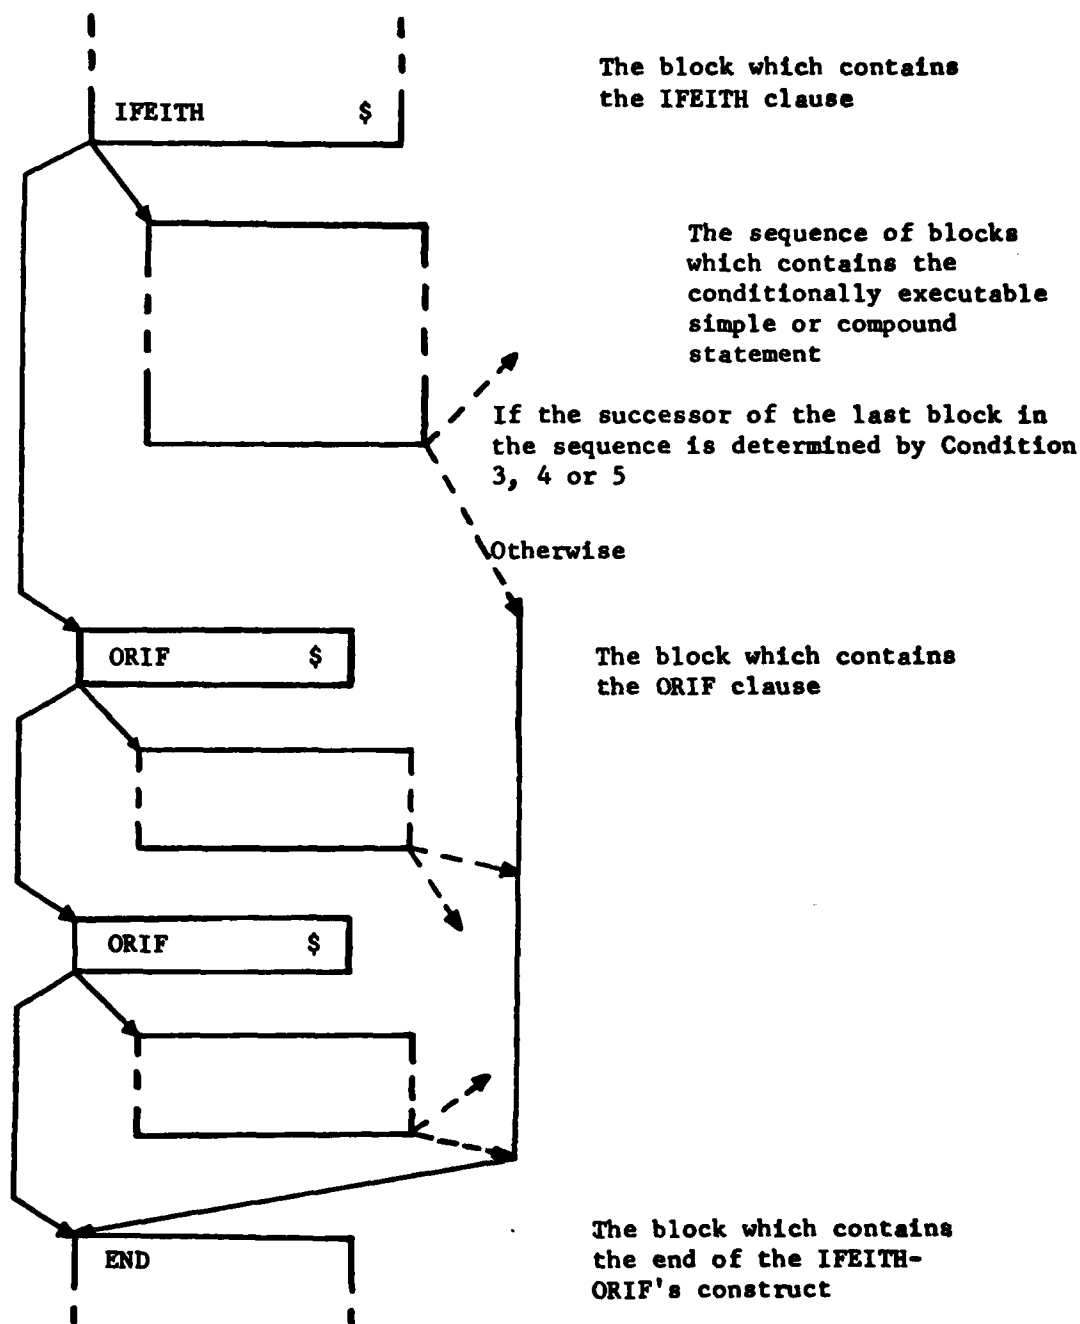 The block which contains
the IFEITH clause
IFEITH $
The sequence of blocks
which contains the
conditionally executable
simple or compound
statement
If the successor of the last block in
the sequence is determined by Condition
3, 4 or 5
Otherwise
ORIF $
The block which contains
the ORIF clause
ORIF $
The block which contains
the end of the IFEITH-
ORIF's construct
END